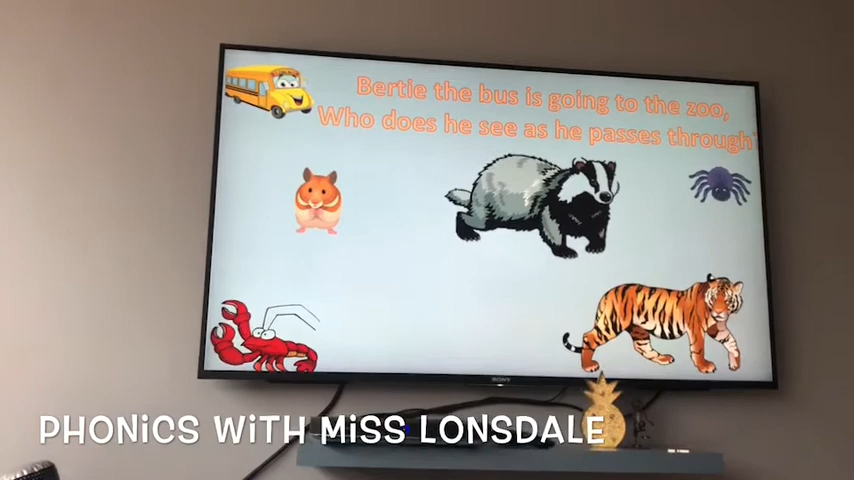 Bertie the bus is going to the zoo,
Who does he see as he passes through?
SONY
PHONiCS WiTH MiSS LONSDALE